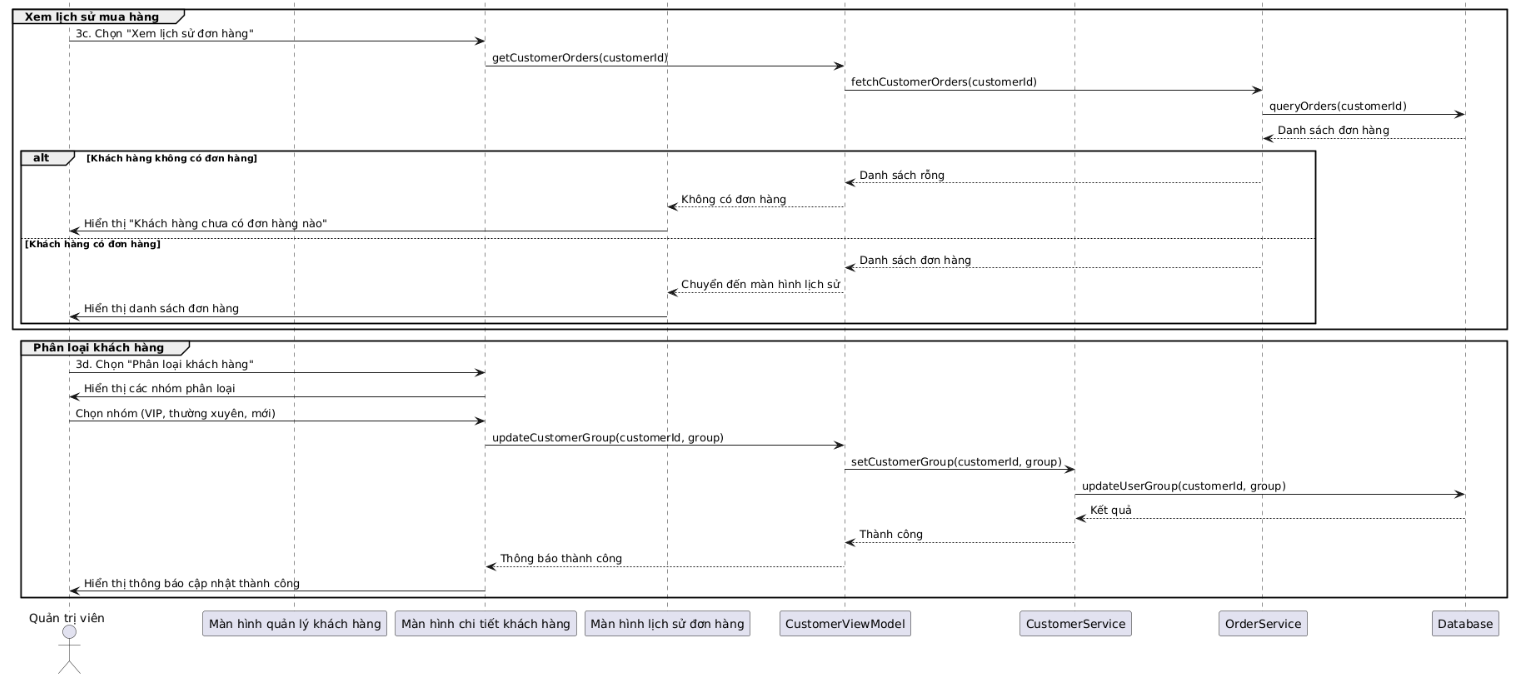 Xem lịch sử mua hàng
3c. Chọn "Xem lịch sử đơn hàng"
getCustomerOrders(customerId)
fetchCustomerOrders(customerId)
queryOrders(customerId)
Danh sách đơn hàng
alt [Khách hàng không có đơn hàng]
Danh sách rỗng
Không có đơn hàng
Hiển thị "Khách hàng chưa có đơn hàng nào"
[Khách hàng có đơn hàng]
Danh sách đơn hàng
Chuyển đến màn hình lịch sử
Hiển thị danh sách đơn hàng
Phân loại khách hàng
3d. Chọn "Phân loại khách hàng"
Hiển thị các nhóm phân loại
Chọn nhóm (VIP, thường xuyên, mới)
updateCustomerGroup(customerId, group)
setCustomerGroup(customerId, group)
updateUserGroup(customerId, group)
Kết quả
Thành công
Thông báo thành công
Hiển thị thông báo cập nhật thành công
Quản trị viên
Màn hình quản lý khách hàng
Màn hình chi tiết khách hàng
Màn hình lịch sử đơn hàng
CustomerViewModel
CustomerService
OrderService
Database